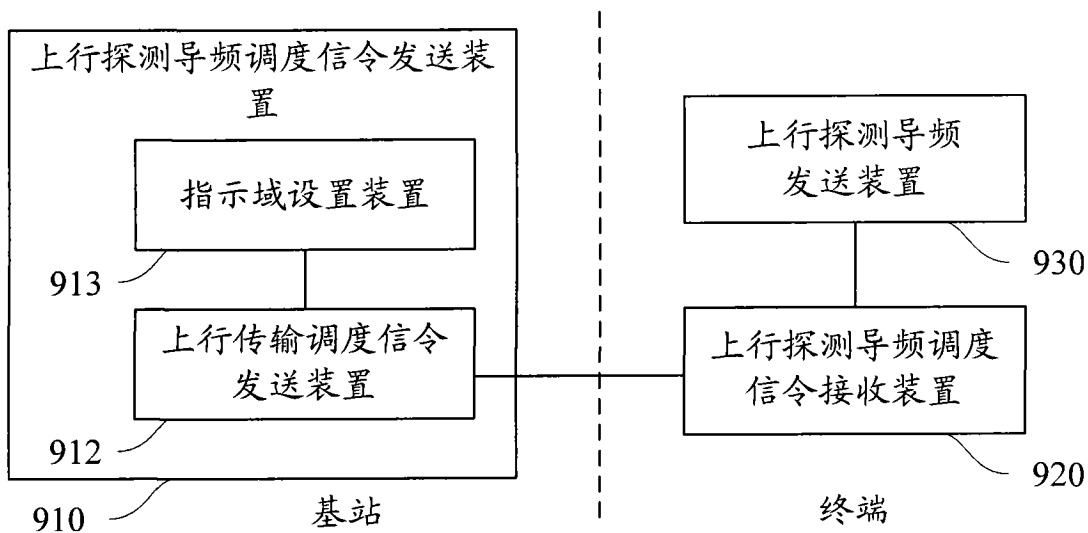 上行探测导频调度信令发送装
置
指示域设置装置
913
上行传输调度信令
发送装置
912
910
基站
上行探测导频
发送装置
930
上行探测导频调度
信令接收装置
920
终端